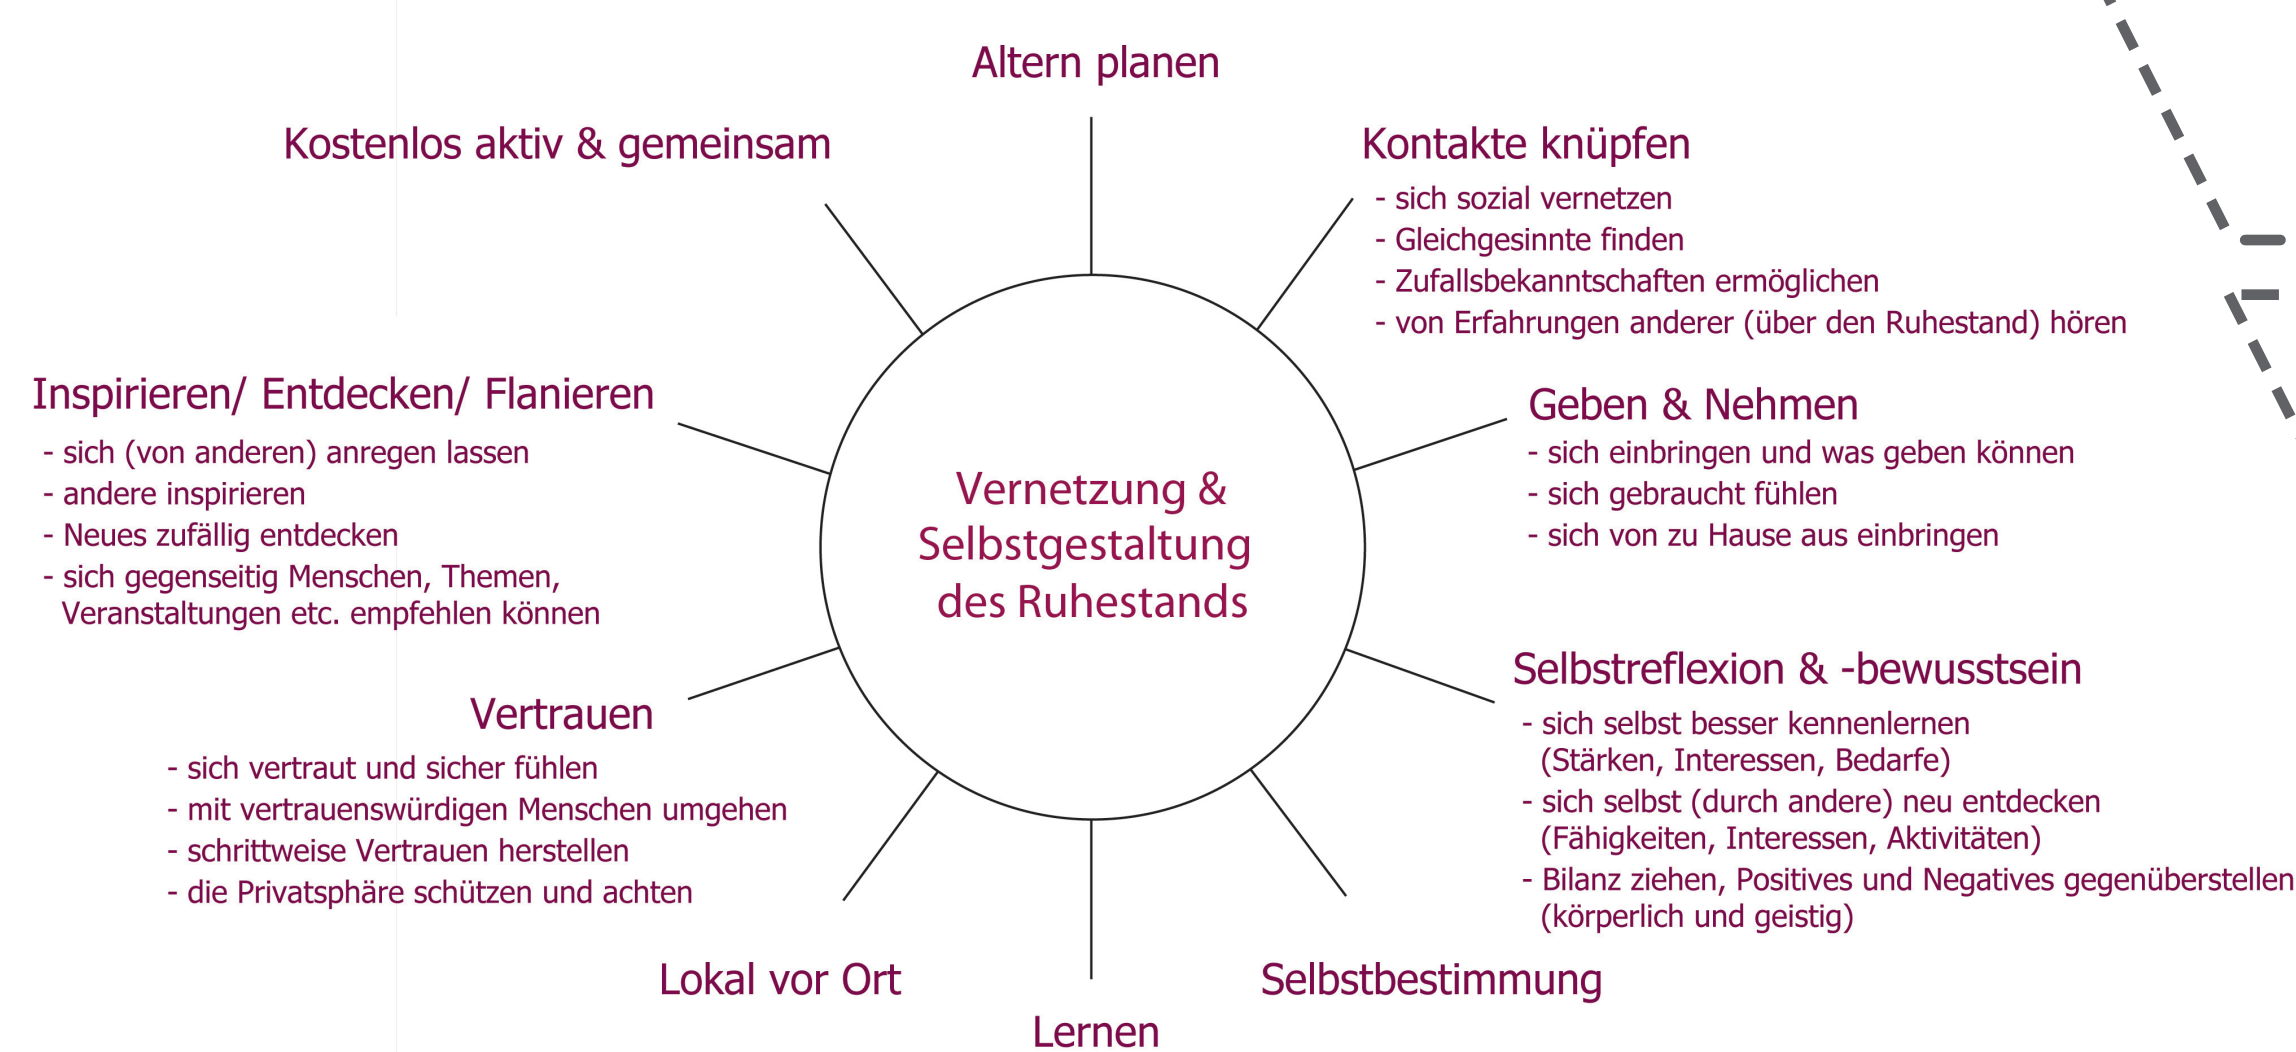 Altern planen
Kostenlos aktiv & gemeinsam
Kontakte knüpfen
- sich sozial vernetzen
- Gleichgesinnte finden
- Zufallsbekanntschaften ermöglichen
- von Erfahrungen anderer (über den Ruhestand) hören
Inspirieren/ Entdecken/ Flanieren
- sich (von anderen) anregen lassen
- andere inspirieren
- Neues zufällig entdecken
- sich gegenseitig Menschen, Themen,
Veranstaltungen etc. empfehlen können
Geben & Nehmen
- sich einbringen und was geben können
- sich gebraucht fühlen
- sich von zu Hause aus einbringen
Vernetzung &
Selbstgestaltung
des Ruhestands
Vertrauen
- sich vertraut und sicher fühlen
- mit vertrauenswürdigen Menschen umgehen
- schrittweise Vertrauen herstellen
- die Privatsphäre schützen und achten
Selbstreflexion & -bewusstsein
- sich selbst besser kennenlernen
(Stärken, Interessen, Bedarfe)
- sich selbst (durch andere) neu entdecken
(Fähigkeiten, Interessen, Aktivitäten)
- Bilanz ziehen, Positives und Negatives gegenüberstellen
(körperlich und geistig)
Lokal vor Ort
Selbstbestimmung
Lernen